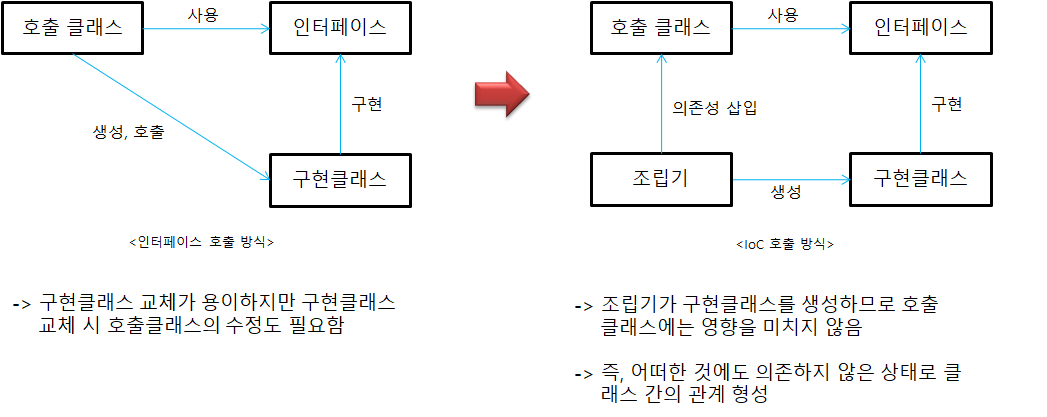 호출 클래스
사용
인터페이스
생성, 호출
구현
구현클래스
<인터페이스 호출 방식>
-> 구현클래스 교체가 용이하지만 구현클래스
교체 시 호출클래스의 수정도 필요함
호출 클래스
사용
인터페이스
의존성 삽입
구현
조립기
생성
구현클래스
<IoC 호출 방식>
-> 조립기가 구현클래스를 생성하므로 호출
클래스에는 영향을 미치지 않음
-> 즉, 어떠한 것에도 의존하지 않은 상태로 클
래스 간의 관계 형성